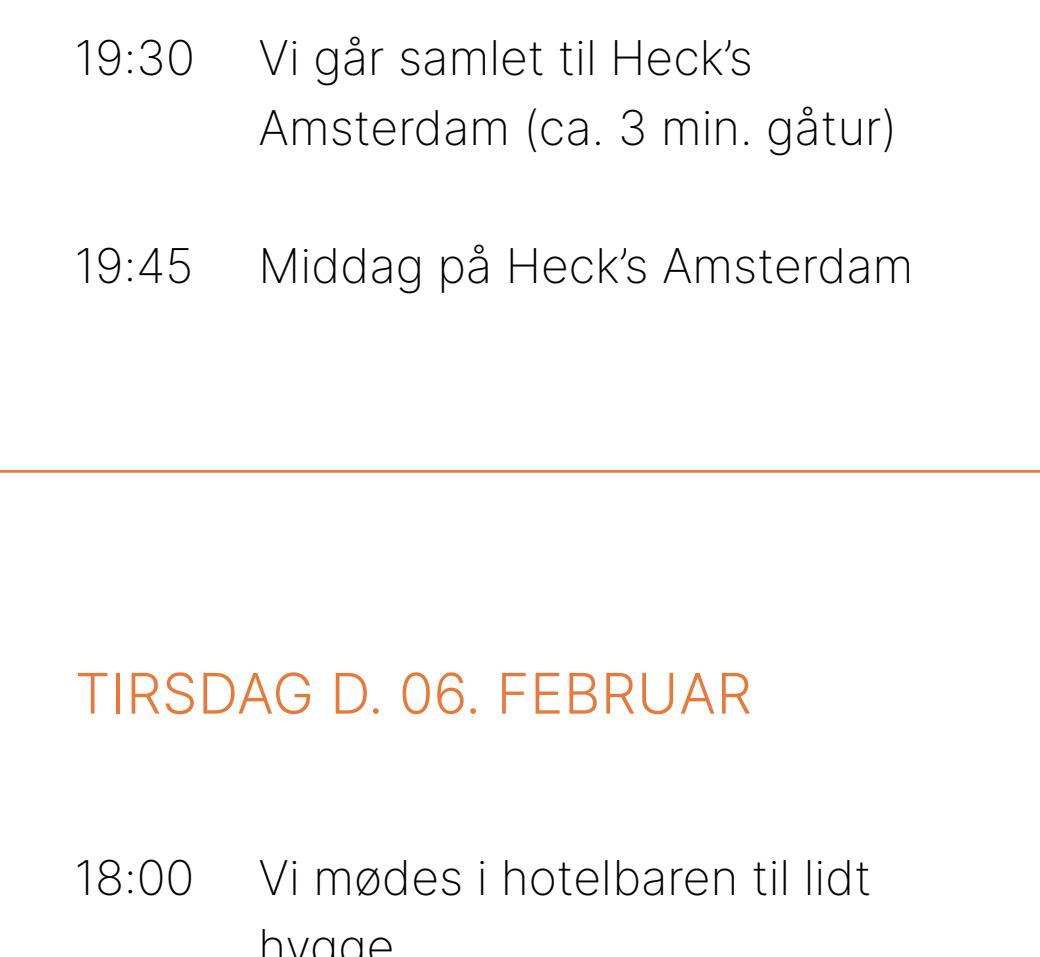 19:30 Vi går samlet til Heck’s
Amsterdam (ca. 3 min. gåtur)
19:45 Middag på Heck’s Amsterdam
TIRSDAG D. 06. FEBRUAR
18:00 Vi mødes i hotelbaren til lidt
hygge